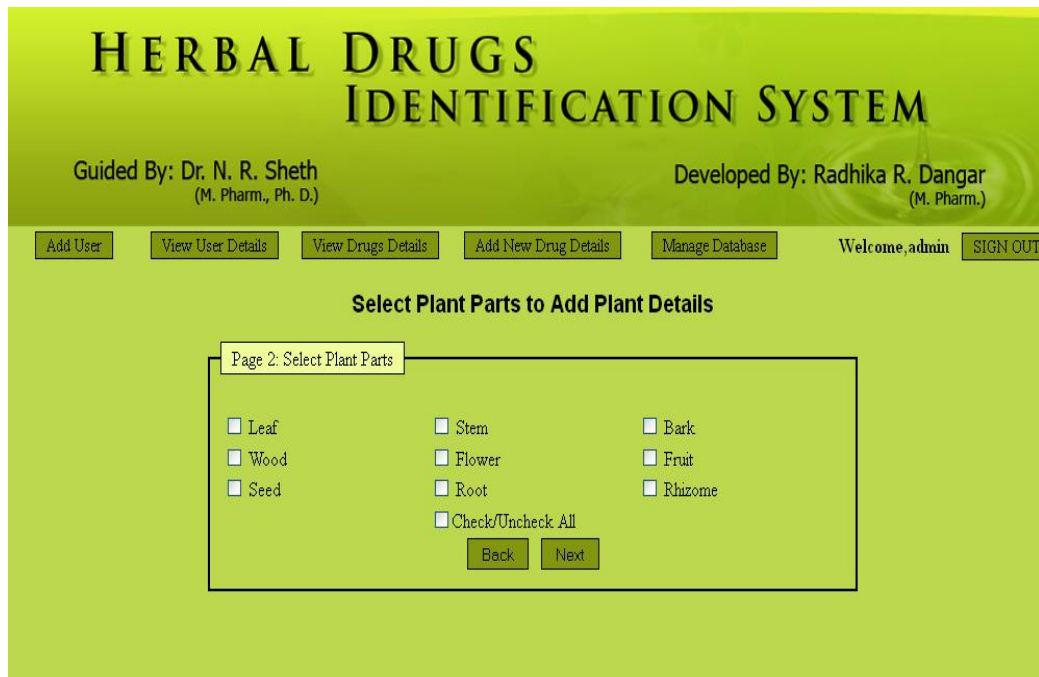 HERBAL DRUGS
IDENTIFICATION SYSTEM
Guided By: Dr. N. R. Sheth
(M. Pharm., Ph. D.)
Developed By: Radhika R. Dangar
(M. Pharm.)
Add User View User Details View Drugs Details Add New Drug Details Manage Database Welcome,admin SIGN OUT
Select Plant Parts to Add Plant Details
Page 2: Select Plant Parts
Leaf Stem Bark
Wood Flower Fruit
Seed Root Rhizome
Check/Uncheck All
Back Next